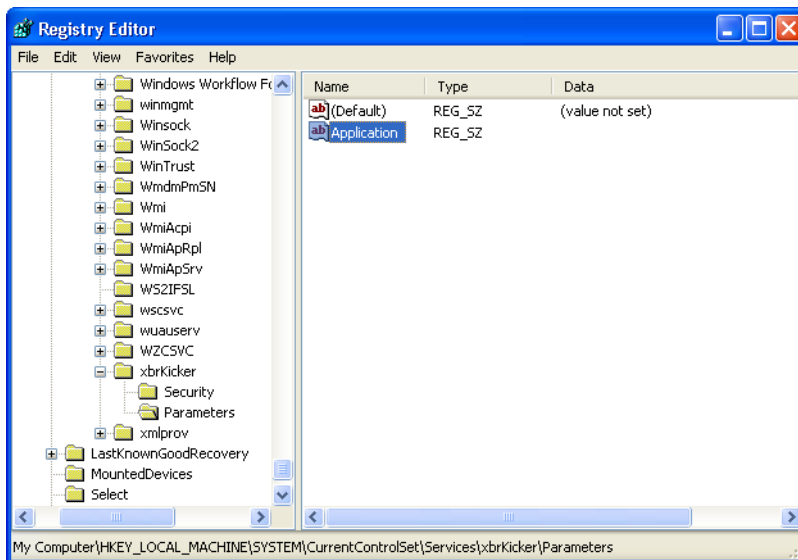 Registry Editor
File Edit View Favorites Help
Windows Workflow Fo
winmgmt
Winsock
WinSock2
WinTrust
WmdmPmSN
Wmi
WmiAcpi
WmiApRpl
WmiApSrv
WS2IFSL
wscsvc
wuauserv
WZCSVC
xbrKicker
Security
Parameters
xmlprov
LastKnownGoodRecovery
MountedDevices
Select
Name Type Data
ab (Default) REG_SZ (value not set)
ab Application REG_SZ
My Computer\HKEY_LOCAL_MACHINE\SYSTEM\CurrentControlSet\Services\xbrKicker\Parameters